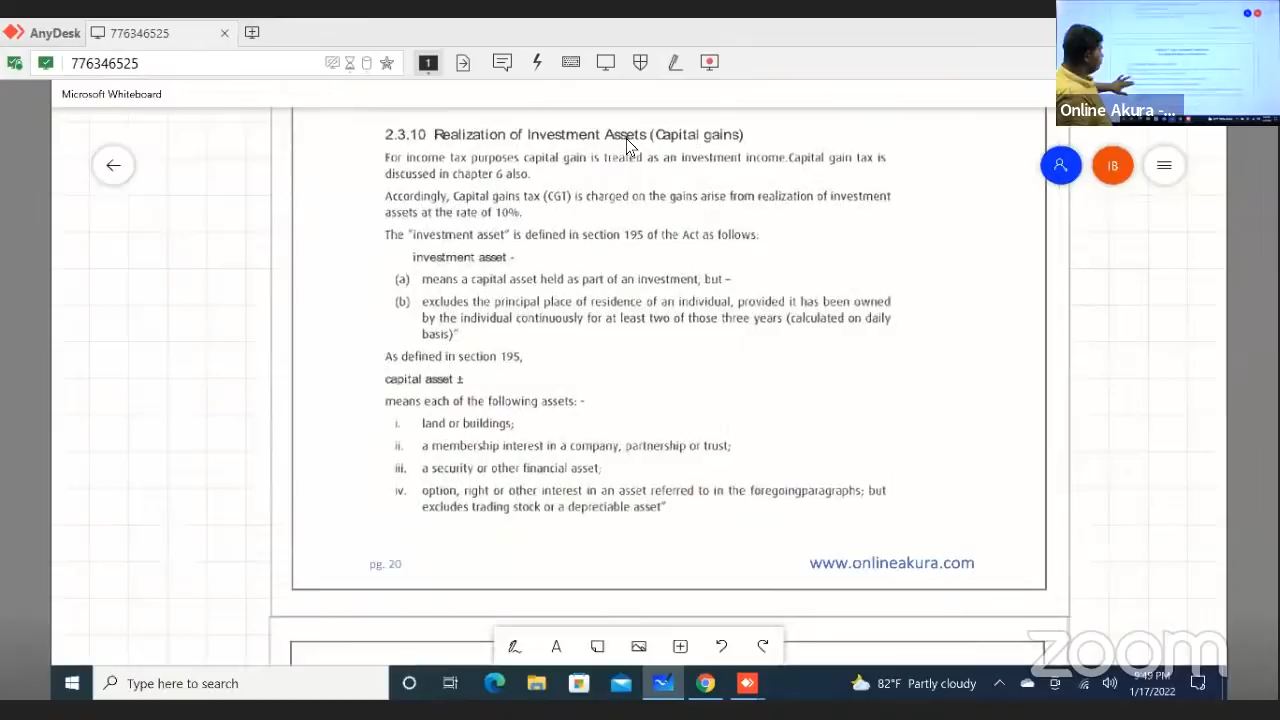 AnyDesk
776346525
776346525
1
Microsoft Whiteboard
Online Akura -...
IB
2.3.10 Realization of Investment Assets (Capital gains)
For income tax purposes capital gain is treated as an investment income.Capital gain tax is
discussed in chapter 6 also.
Accordingly, Capital gains tax (CGT) is charged on the gains arise from realization of investment
assets at the rate of 10%.
The "investment asset" is defined in section 195 of the Act as follows:
investment asset -
(a) means a capital asset held as part of an investment, but –
(b) excludes the principal place of residence of an individual, provided it has been owned
by the individual continuously for at least two of those three years (calculated on daily
basis)"
As defined in section 195,
capital asset ±
means each of the following assets: -
i. land or buildings;
ii. a membership interest in a company, partnership or trust;
iii. a security or other financial asset;
iv. option, right or other interest in an asset referred to in the foregoingparagraphs; but
excludes trading stock or a depreciable asset"
pg. 20
www.onlineakura.com
zoom
Type here to search
82°F Partly cloudy
9:49 PM
1/17/2022